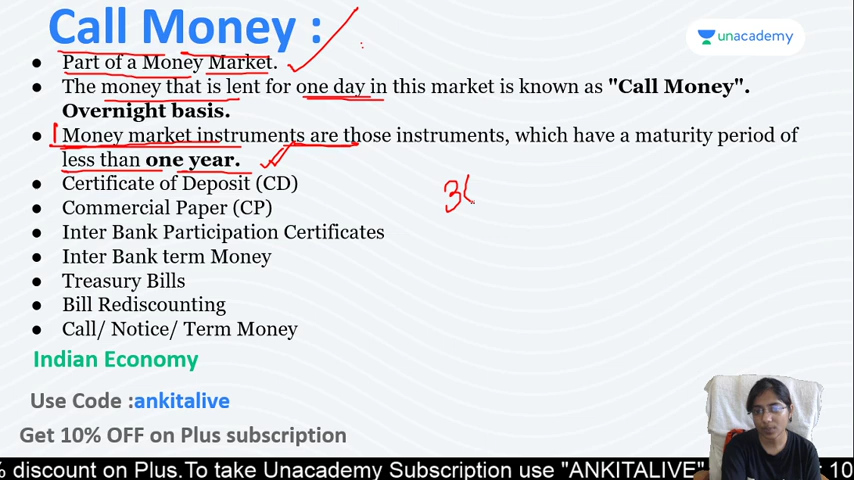 Call Money :
unacademy
● Part of a Money Market.
● The money that is lent for one day in this market is known as "Call Money".
Overnight basis.
● Money market instruments are those instruments, which have a maturity period of
less than one year.
● Certificate of Deposit (CD)
● Commercial Paper (CP)
● Inter Bank Participation Certificates
● Inter Bank term Money
● Treasury Bills
● Bill Rediscounting
● Call/ Notice/ Term Money
Indian Economy
Use Code :ankitalive
Get 10% OFF on Plus subscription
% discount on Plus.To take Unacademy Subscription use "ANKITALIVE" 10